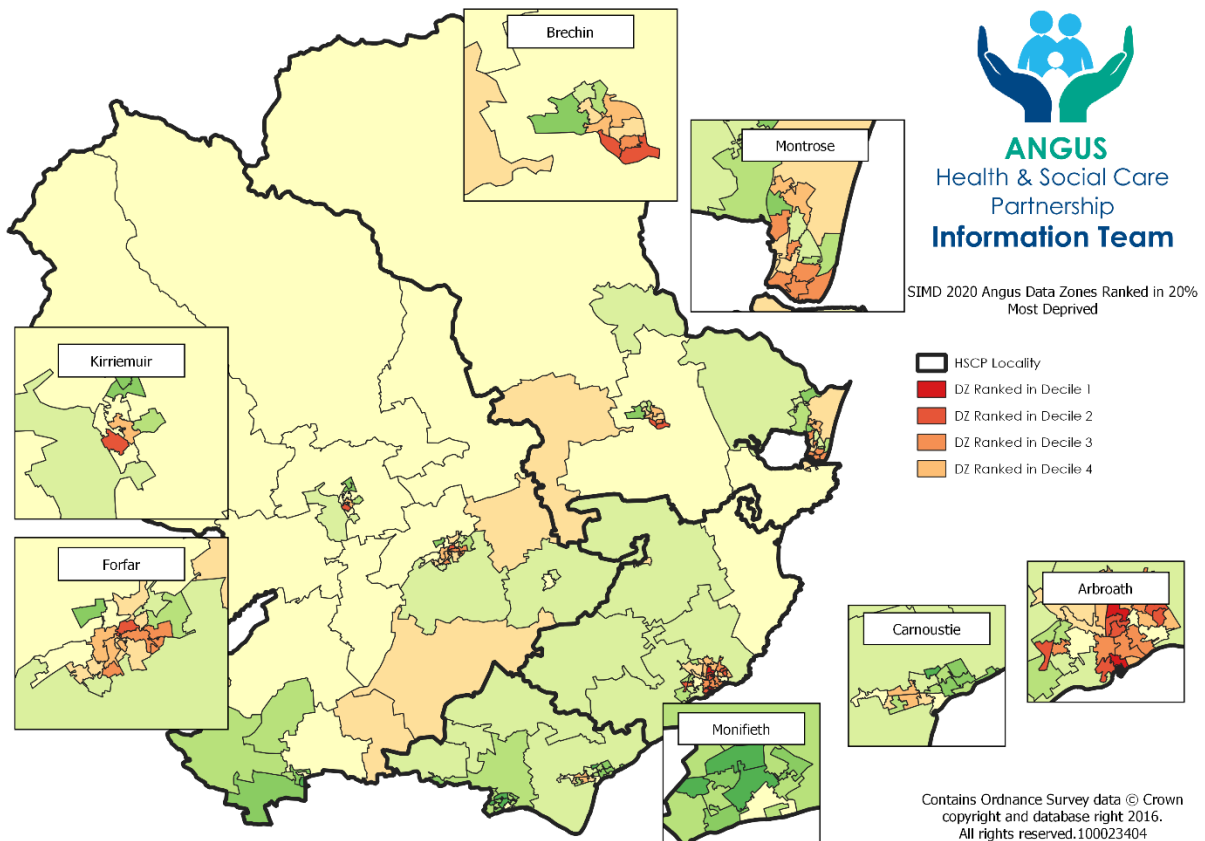 Brechin
Montrose
ANGUS
Health & Social Care
Partnership
Information Team
SIMD 2020 Angus Data Zones Ranked in 20%
Most Deprived
Kirriemuir
HSCP Locality
DZ Ranked in Decile 1
DZ Ranked in Decile 2
DZ Ranked in Decile 3
DZ Ranked in Decile 4
Forfar
Arbroath
Carnoustie
Monifieth
Contains Ordnance Survey data © Crown
copyright and database right 2016.
All rights reserved.100023404